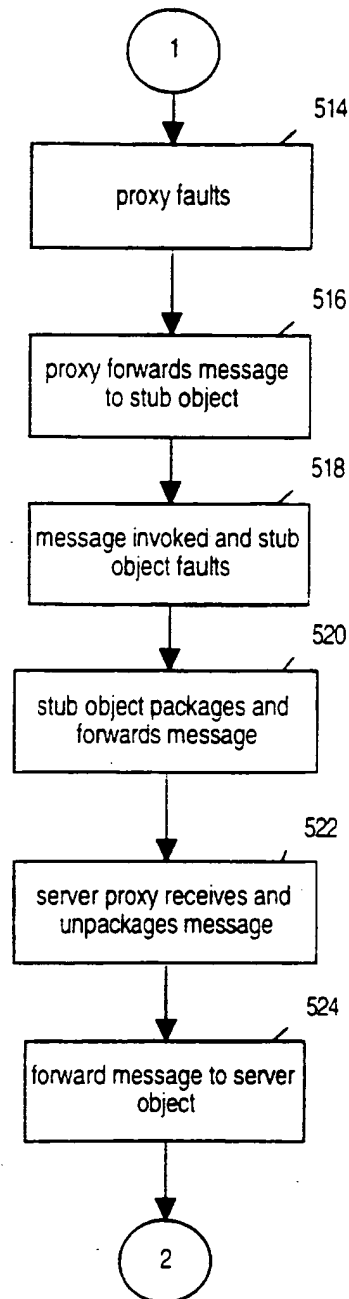 1
514
proxy faults
516
proxy forwards message
to stub object
518
message invoked and stub
object faults
520
stub object packages and
forwards message
522
server proxy receives and
unpackages message
524
forward message to server
object
2